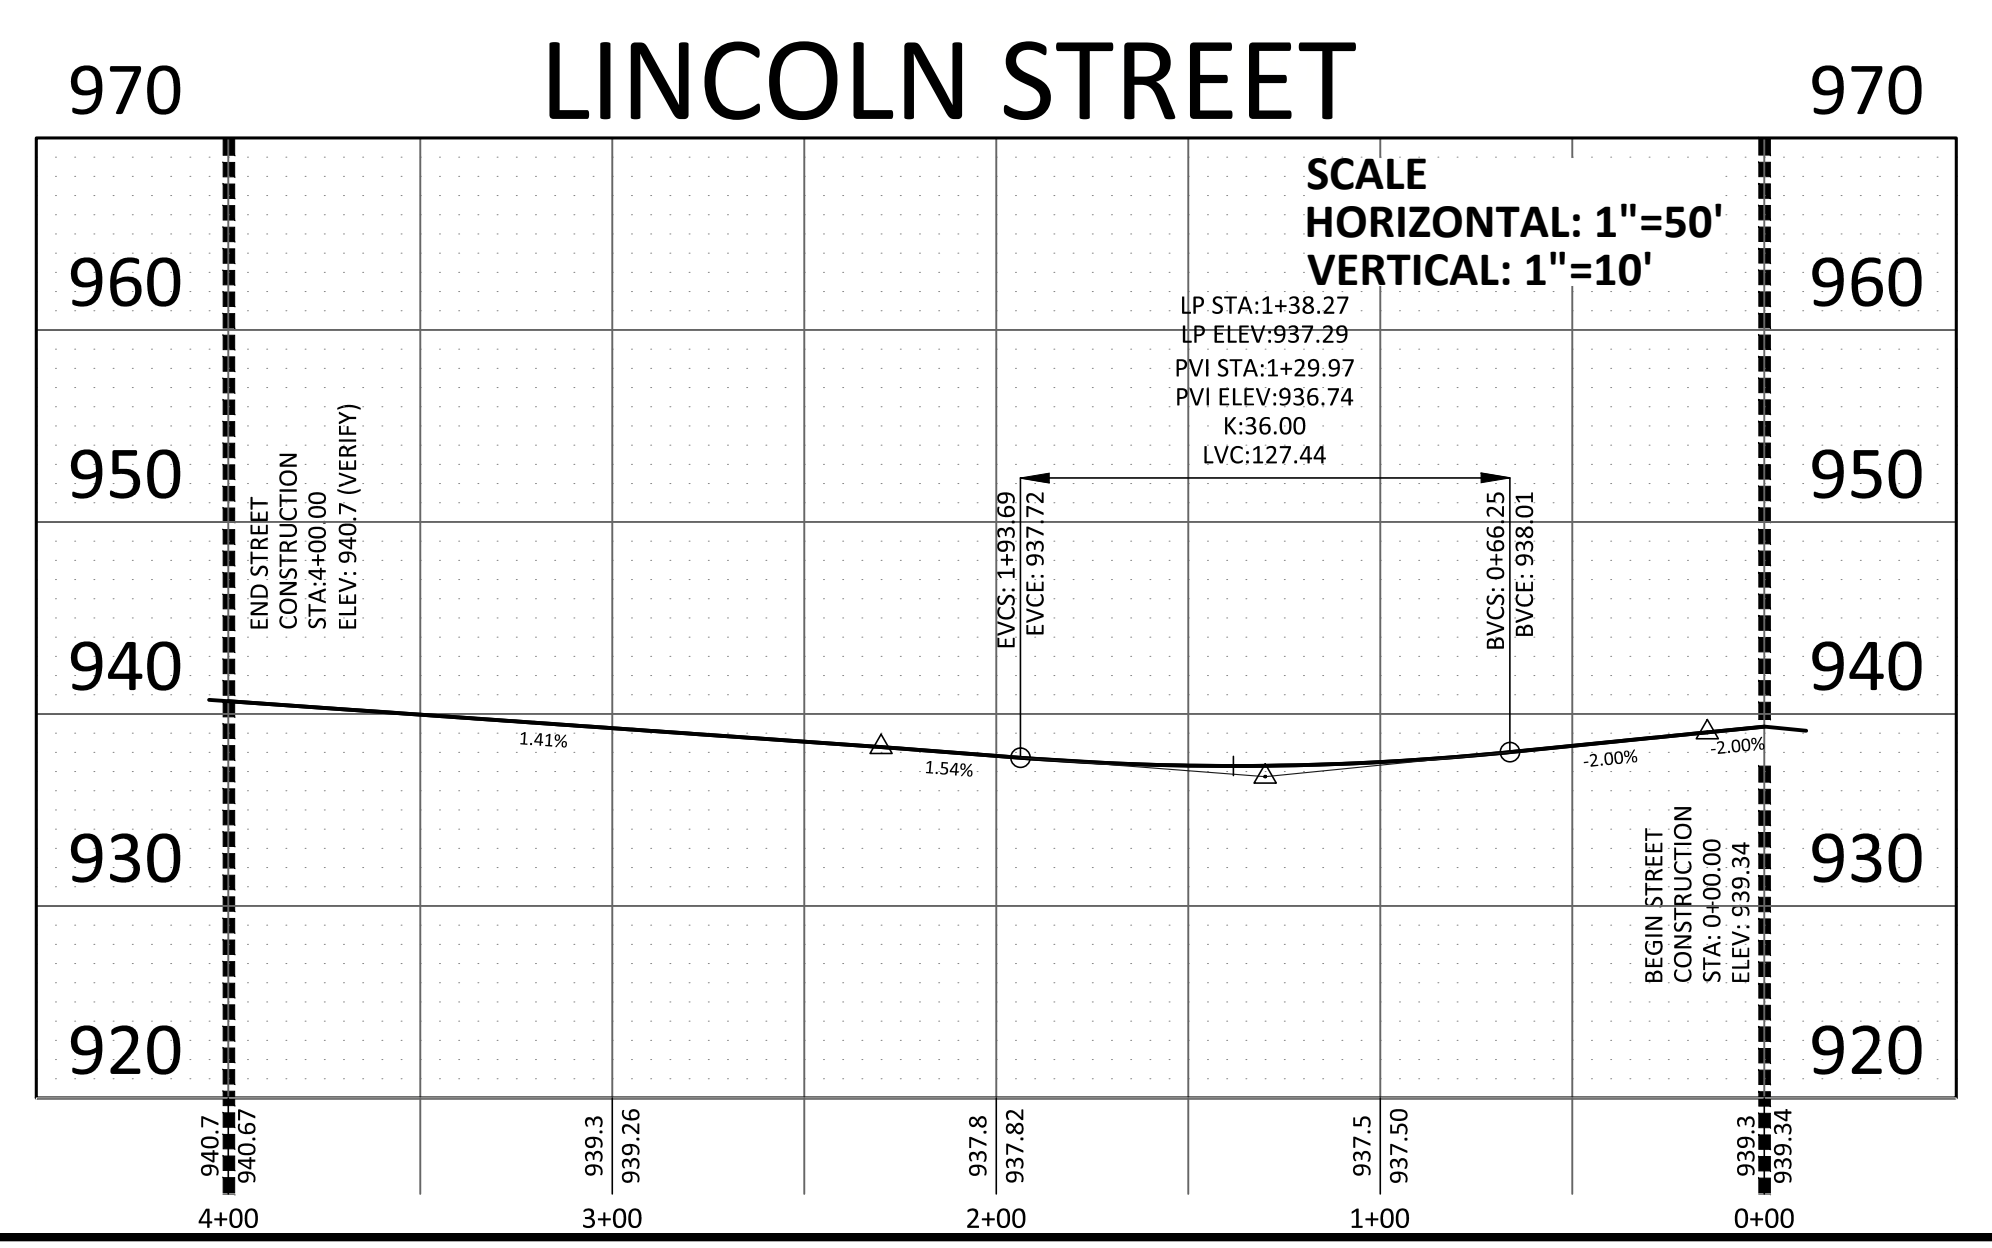 LINCOLN STREET
970
970
SCALE
HORIZONTAL: 1"=50'
VERTICAL: 1"=10'
960
960
LP STA:1+38.27
LP ELEV:937.29
PVI STA:1+29.97
PVI ELEV:936.74
K:36.00
LVC:127.44
950
950
END STREET
CONSTRUCTION
STA:4+00.00
ELEV: 940.7 (VERIFY)
EVCS: 1+93.69
EVCE: 937.72
BVCS: 0+66.25
BVCE: 938.01
940
940
1.41%
1.54%
-2.00%
-2.00%
930
930
BEGIN STREET
CONSTRUCTION
STA: 0+00.00
ELEV: 939.34
920
920
940.7
940.67
939.3
939.26
937.8
937.82
937.5
937.50
939.3
939.34
4+00
3+00
2+00
1+00
0+00